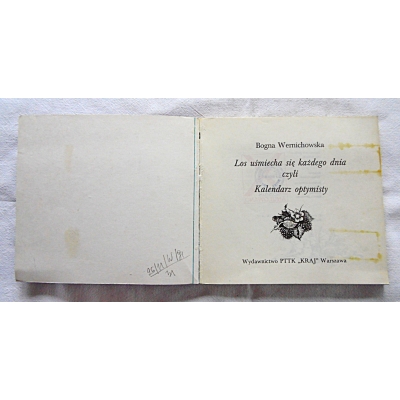 Bogna Wernichowska
Los uśmiecha się każdego dnia
czyli
Kalendarz optymisty
Wydawnictwo PTTK „KRAJ” Warszawa